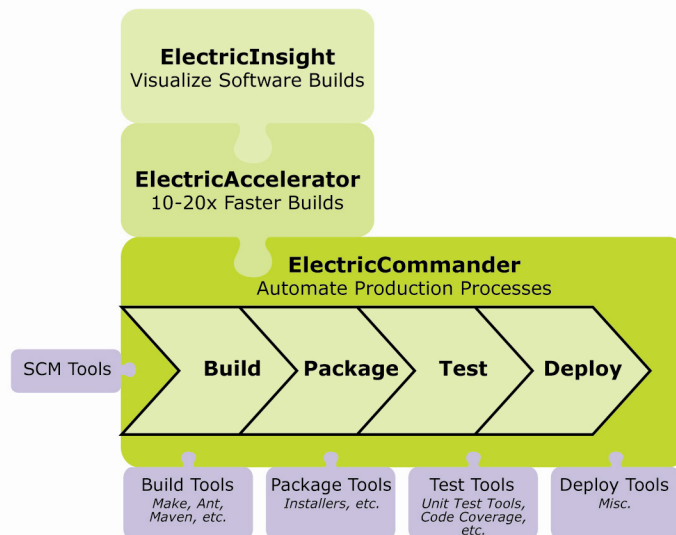 ElectricInsight
Visualize Software Builds
ElectricAccelerator
10-20x Faster Builds
ElectricCommander
Automate Production Processes
SCM Tools
Build
Package
Test
Deploy
Build Tools
Make, Ant,
Maven, etc.
Package Tools
Installers, etc.
Test Tools
Unit Test Tools,
Code Coverage,
etc.
Deploy Tools
Misc.